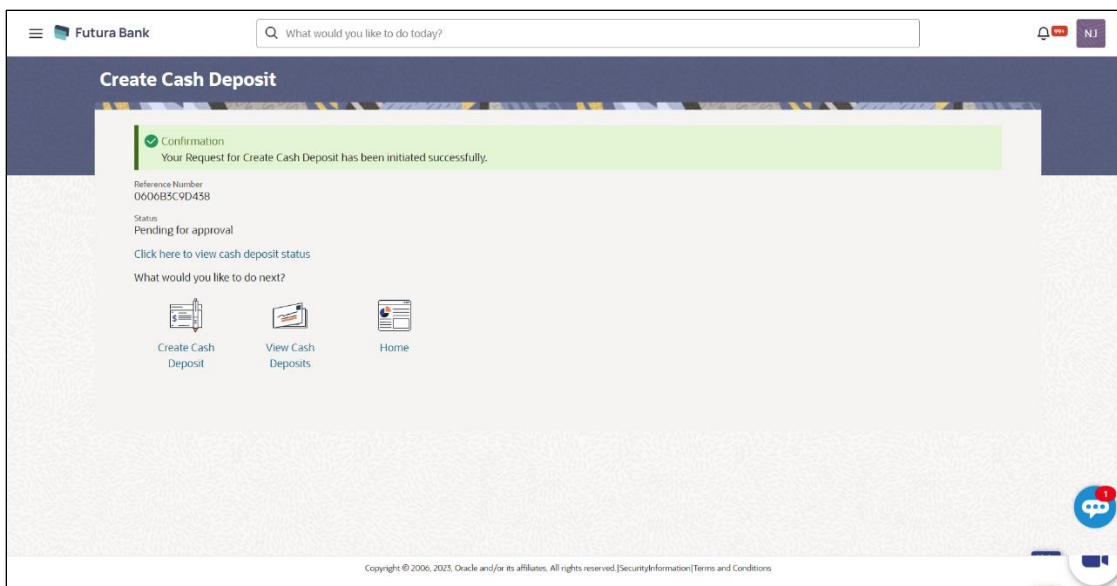 Futura Bank
What would you like to do today?
99+
NJ
Create Cash Deposit
Confirmation
Your Request for Create Cash Deposit has been initiated successfully.
Reference Number
0606B3C9D438
Status
Pending for approval
Click here to view cash deposit status
What would you like to do next?
$
Create Cash
Deposit
View Cash
Deposits
Home
1
Copyright © 2006, 2023, Oracle and/or its affiliates. All rights reserved.|SecurityInformation|Terms and Conditions